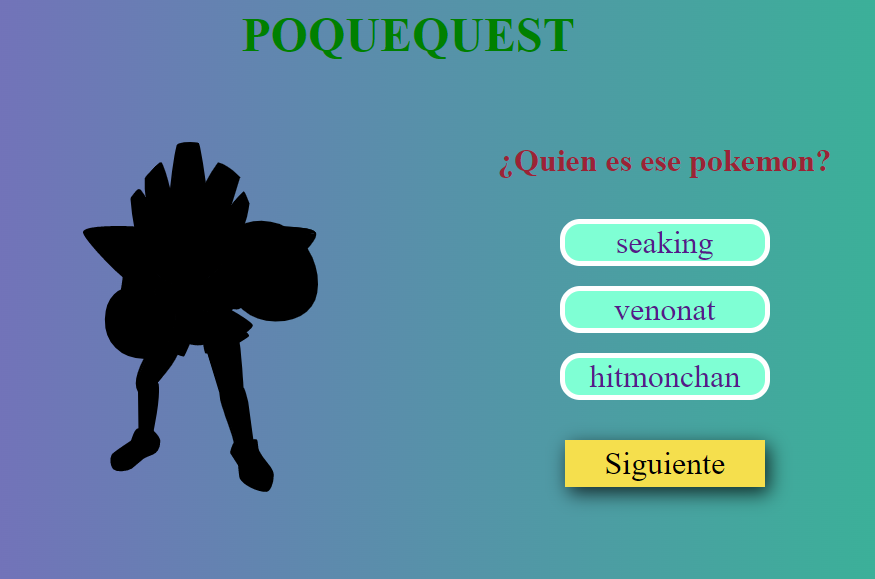 POQUEQUEST
¿Quien es ese pokemon?
seaking
venonat
hitmonchan
Siguiente